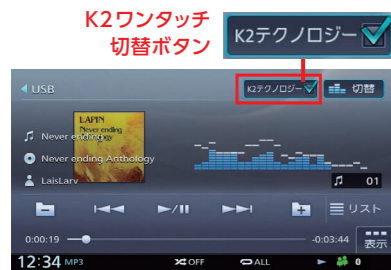 K2ワンタッチ
切替ボタン
K2テクノロジー
USB
K2テクノロジー
切替
LAPIN
Never ending
Never ending
Never ending Anthology
LaisLary
01
リスト
0:00:19
-0:03:44
表示
12:34 MP3
OFF
ALL
0